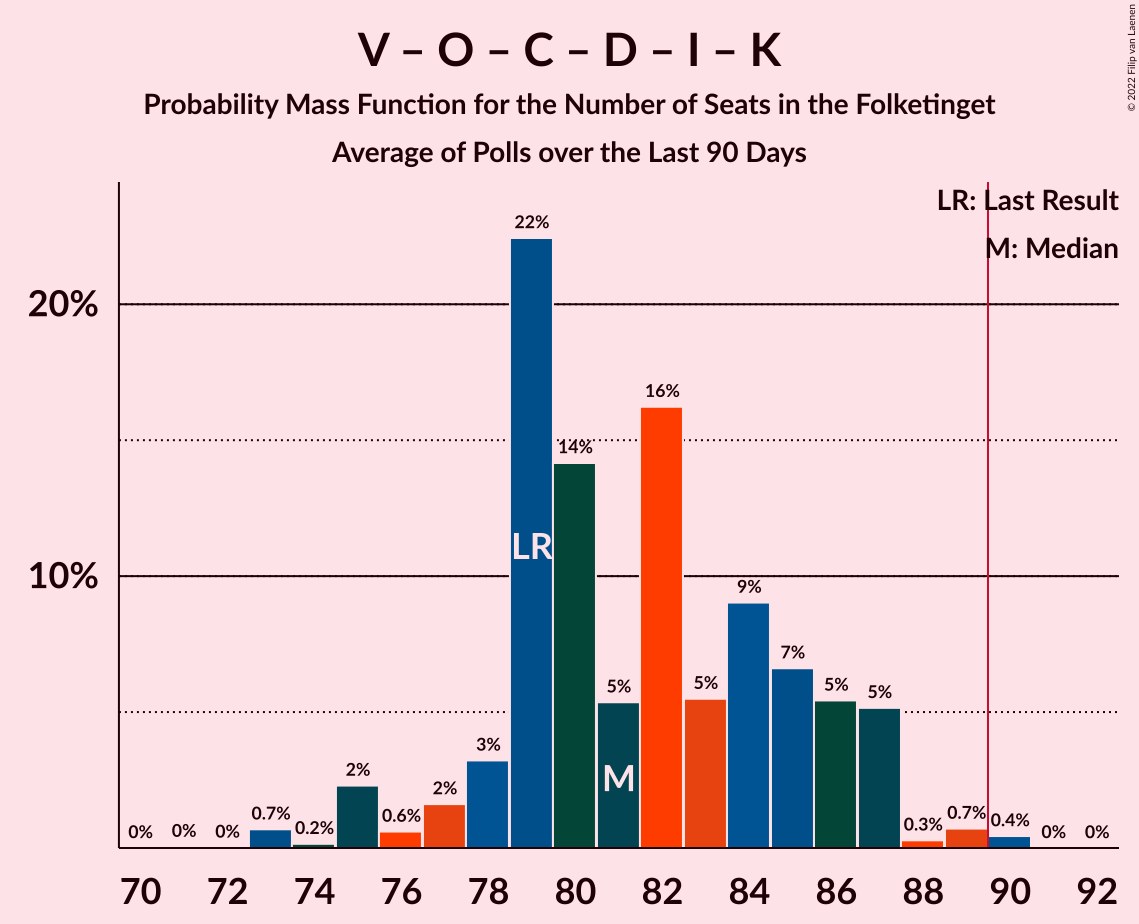 V – O – C – D – I – K
Probability Mass Function for the Number of Seats in the Folketinget
Average of Polls over the Last 90 Days
© 2022 Filip van Laenen
LR: Last Result
M: Median
20%
10%
0%
0%
0%
0.7%
0.2%
2%
0.6%
2%
3%
22%
14%
5%
16%
5%
9%
7%
5%
5%
0.3%
0.7%
0.4%
0%
0%
LR
M
70 72 74 76 78 80 82 84 86 88 90 92